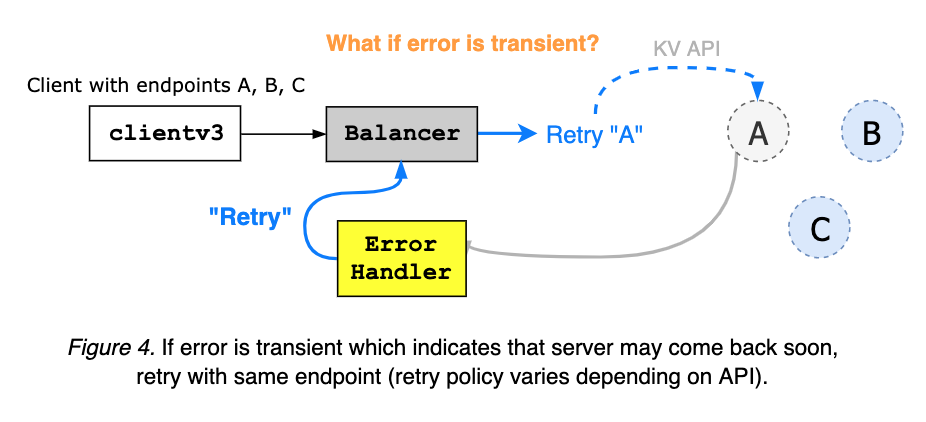 What if error is transient?
KV API
Client with endpoints A, B, C
clientv3
Balancer
Retry "A"
A
B
"Retry"
C
Error
Handler
Figure 4. If error is transient which indicates that server may come back soon,
retry with same endpoint (retry policy varies depending on API).